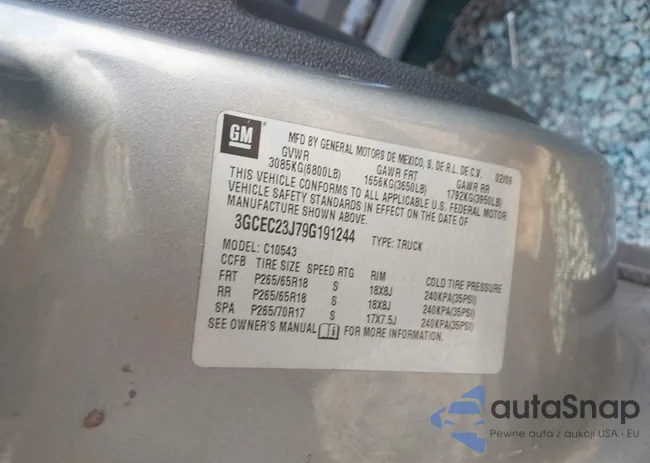 GM
MFD BY GENERAL MOTORS DE MEXICO, S. DE R.L. DE C.V. 02/09
GVWR GAWR FRT GAWR RR
3085KG(6800LB) 1656KG(3650LB) 1792KG(3950LB)
THIS VEHICLE CONFORMS TO ALL APPLICABLE U.S. FEDERAL MOTOR
VEHICLE SAFETY STANDARDS IN EFFECT ON THE DATE OF
MANUFACTURE SHOWN ABOVE.
3GCEC23J79G191244 TYPE: TRUCK
MODEL: C10543
CCFB TIRE SIZE SPEED RTG RIM COLD TIRE PRESSURE
FRT P265/65R18 S 18X8J 240KPA(35PSI)
RR P265/65R18 S 18X8J 240KPA(35PSI)
SPA P265/70R17 S 17X7.5J 240KPA(35PSI)
SEE OWNER'S MANUAL FOR MORE INFORMATION.
autaSnap
Pewne auta z aukcji USA i EU